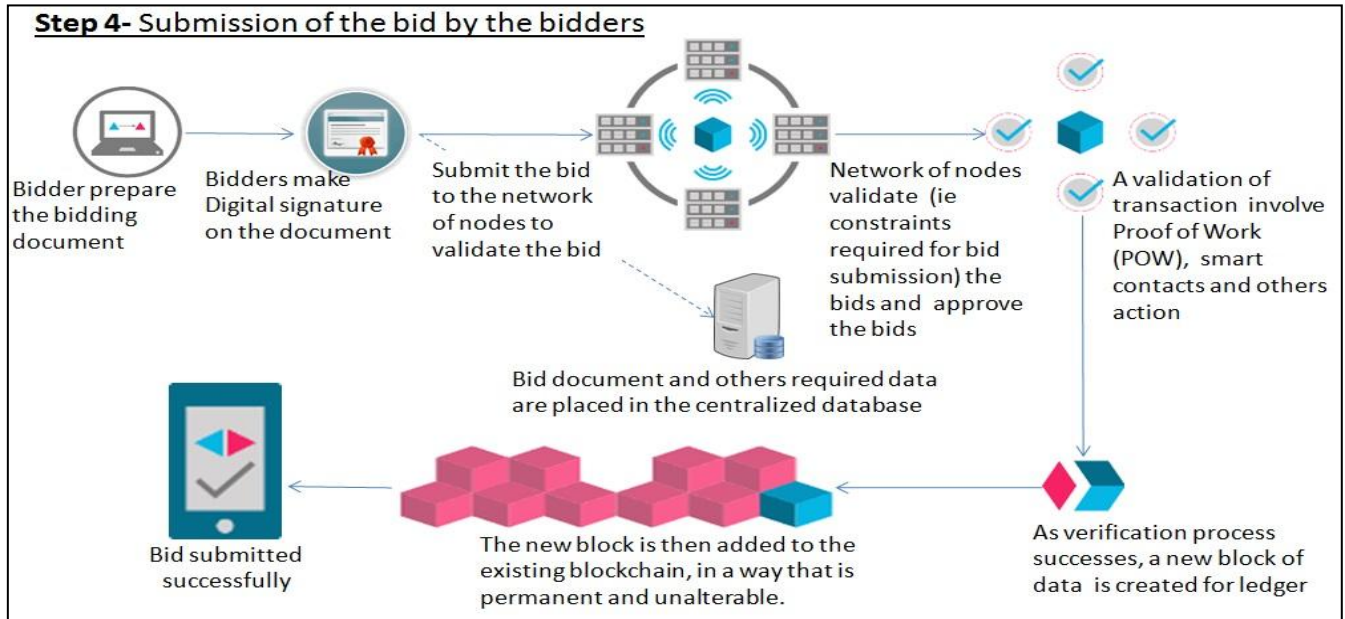 Step 4- Submission of the bid by the bidders
Bidder prepare
the bidding
document
Bidders make
Digital signature
on the document
Submit the bid
to the network
of nodes to
validate the bid
Network of nodes
validate (ie
constraints
required for bid
submission) the
bids and approve
the bids
A validation of
transaction involve
Proof of Work
(POW), smart
contacts and others
action
Bid document and others required data
are placed in the centralized database
As verification process
successes, a new block of
data is created for ledger
The new block is then added to the
existing blockchain, in a way that is
permanent and unalterable.
Bid submitted
successfully